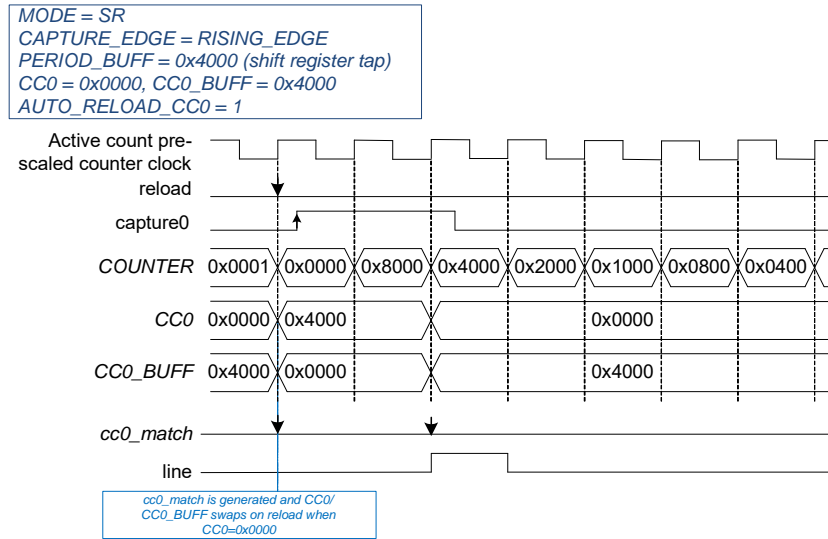 MODE = SR
CAPTURE_EDGE = RISING_EDGE
PERIOD_BUFF = 0x4000 (shift register tap)
CC0 = 0x0000, CC0_BUFF = 0x4000
AUTO_RELOAD_CC0 = 1
Active count pre-
scaled counter clock
reload
capture0
COUNTER 0x0001 0x0000 0x8000 0x4000 0x2000 0x1000 0x0800 0x0400
CC0 0x0000 0x4000 0x0000
CC0_BUFF 0x4000 0x0000 0x4000
cc0_match
line
cc0_match is generated and CC0/
CC0_BUFF swaps on reload when
CC0=0x0000